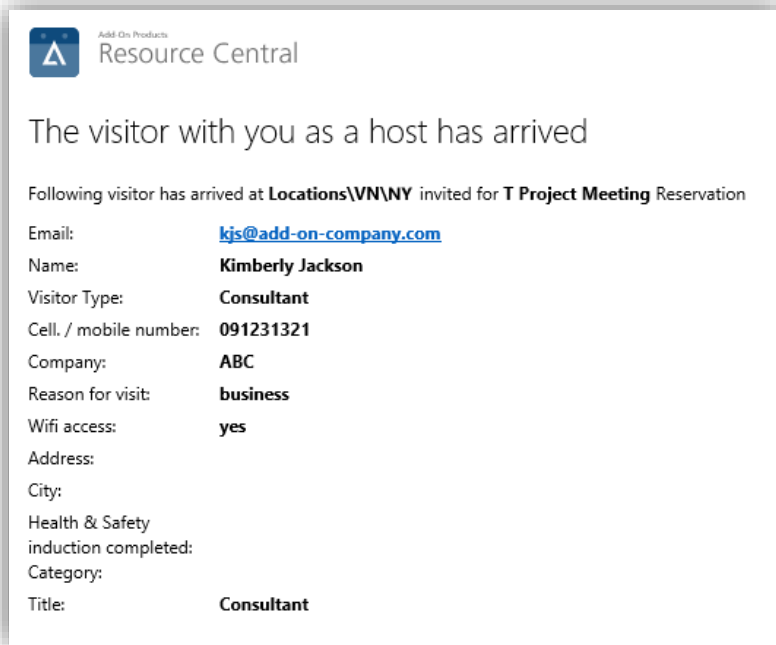 Add-On Products
Resource Central
The visitor with you as a host has arrived
Following visitor has arrived at Locations\VN\NY invited for T Project Meeting Reservation
Email: kjs@add-on-company.com
Name: Kimberly Jackson
Visitor Type: Consultant
Cell. / mobile number: 091231321
Company: ABC
Reason for visit: business
Wifi access: yes
Address:
City:
Health & Safety
induction completed:
Category:
Title: Consultant